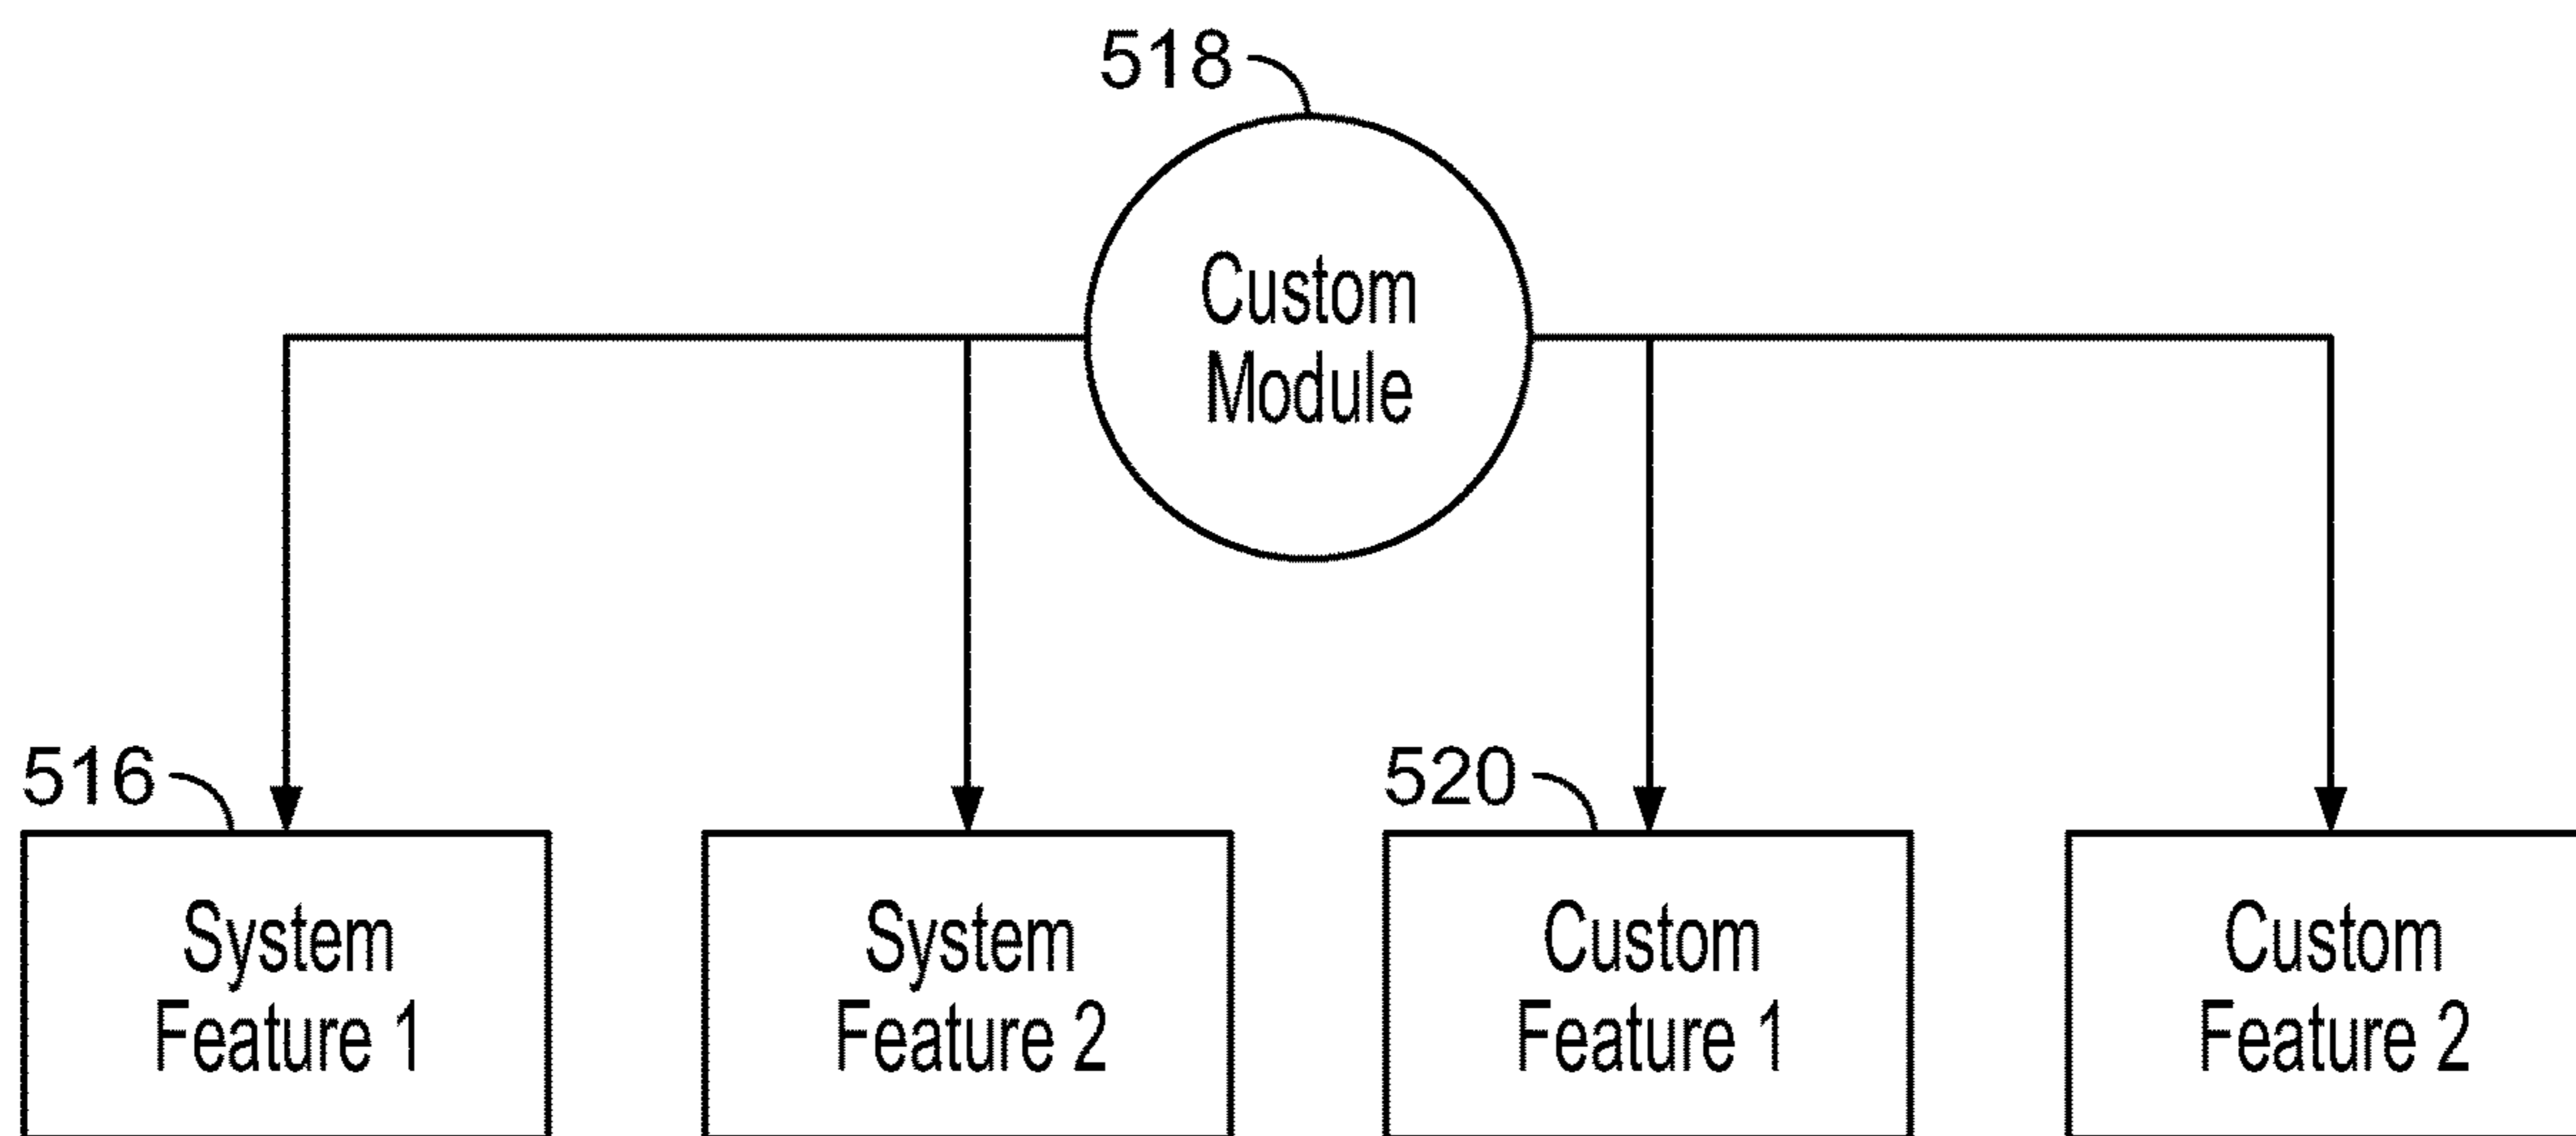 518
Custom
Module
516
520
System
Feature 1
System
Feature 2
Custom
Feature 1
Custom
Feature 2